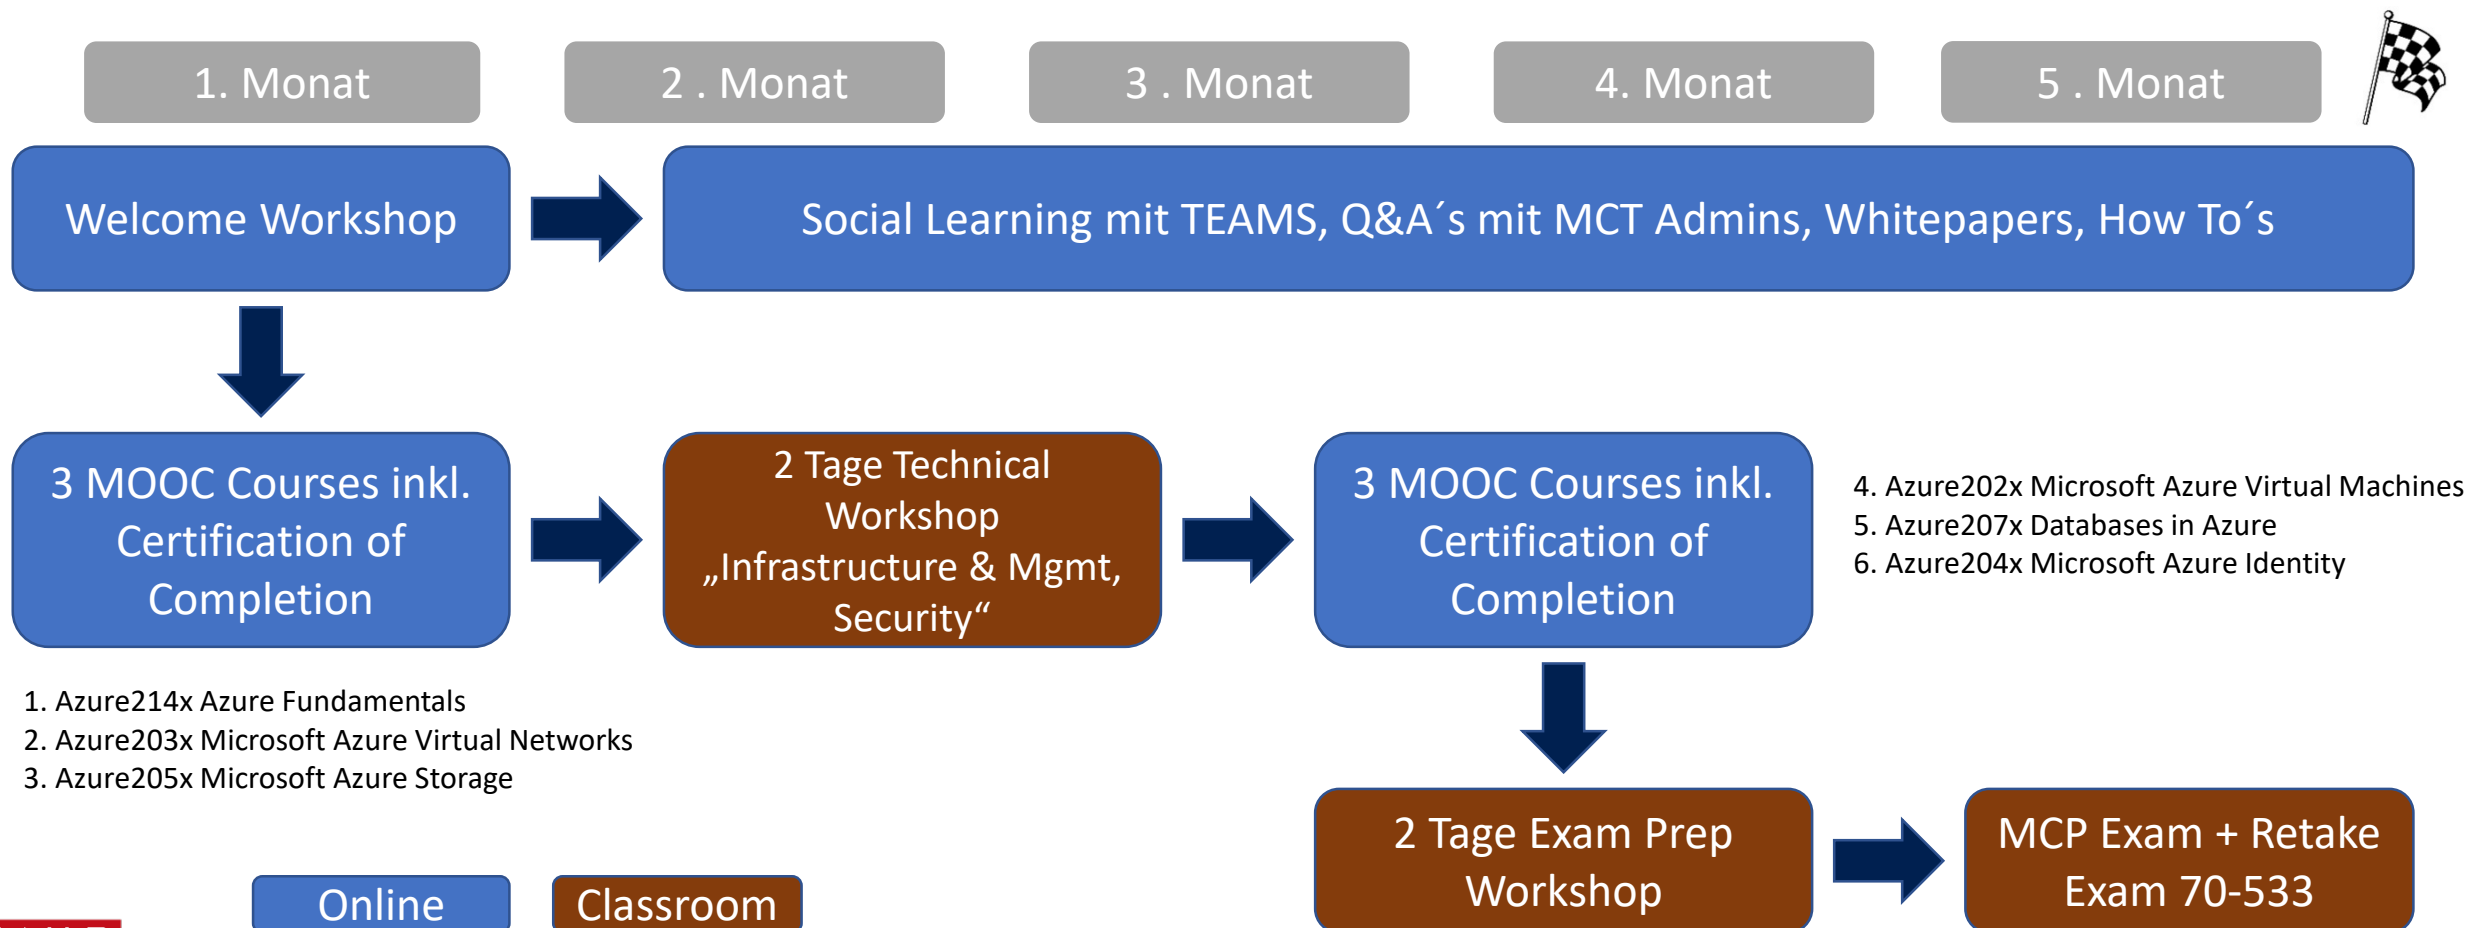 1. Monat
2 . Monat
3 . Monat
4. Monat
5 . Monat
Welcome Workshop
Social Learning mit TEAMS, Q&A´s mit MCT Admins, Whitepapers, How To´s
3 MOOC Courses inkl.
Certification of
Completion
2 Tage Technical
Workshop
„Infrastructure & Mgmt,
Security“
3 MOOC Courses inkl.
Certification of
Completion
4. Azure202x Microsoft Azure Virtual Machines
5. Azure207x Databases in Azure
6. Azure204x Microsoft Azure Identity
1. Azure214x Azure Fundamentals
2. Azure203x Microsoft Azure Virtual Networks
3. Azure205x Microsoft Azure Storage
2 Tage Exam Prep
Workshop
MCP Exam + Retake
Exam 70-533
Online
Classroom